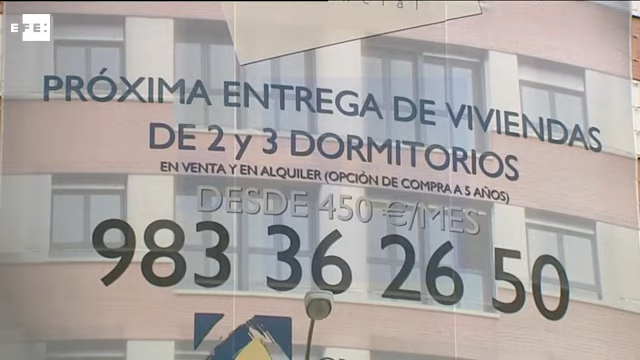 EFE:
PRÓXIMA ENTREGA DE VIVIENDAS
DE 2 y 3 DORMITORIOS
EN VENTA Y EN ALQUILER (OPCIÓN DE COMPRA A 5 AÑOS)
DESDE 450 €/MES
983 36 26 50